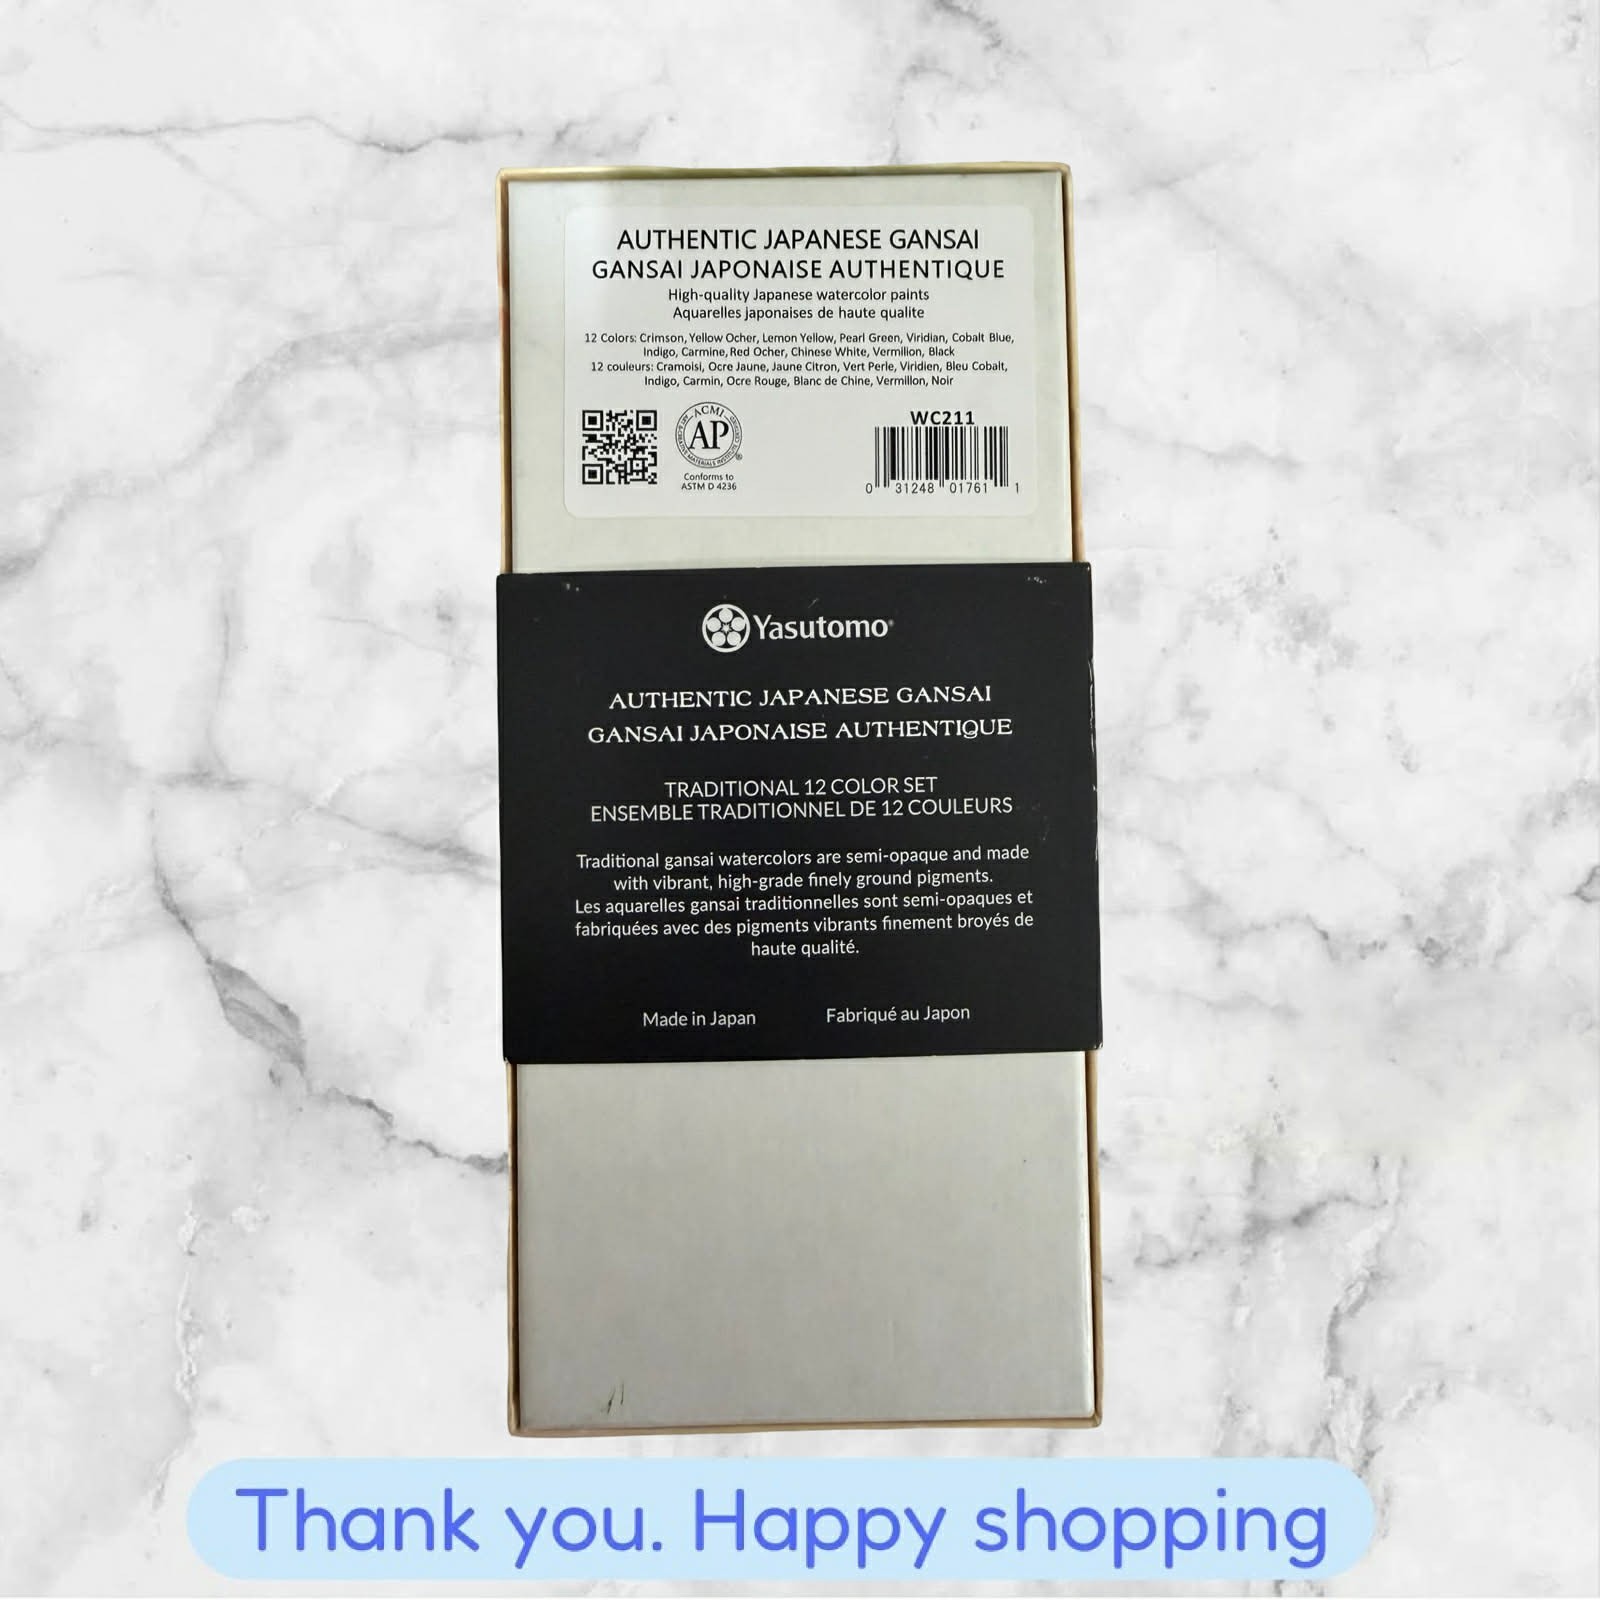 AUTHENTIC JAPANESE GANSAI
GANSAI JAPONAISE AUTHENTIQUE
High-quality Japanese watercolor paints
Aquarelles japonaises de haute qualite
12 Colors: Crimson, Yellow Ocher, Lemon Yellow, Pearl Green, Viridian, Cobalt Blue,
Indigo, Carmine, Red Ocher, Chinese White, Vermilion, Black
12 couleurs: Cramoisi, Ocre Jaune, Jaune Citron, Vert Perle, Viridien, Bleu Cobalt,
Indigo, Carmin, Ocre Rouge, Blanc de Chine, Vermillon, Noir
ACMI
AP
ART & CREATIVE MATERIALS INSTITUTE CERTIFIED
®
Conforms to
ASTM D 4236
WC211
0 31248 01761 1
Yasutomo®
AUTHENTIC JAPANESE GANSAI
GANSAI JAPONAISE AUTHENTIQUE
TRADITIONAL 12 COLOR SET
ENSEMBLE TRADITIONNEL DE 12 COULEURS
Traditional gansai watercolors are semi-opaque and made
with vibrant, high-grade finely ground pigments.
Les aquarelles gansai traditionnelles sont semi-opaques et
fabriquées avec des pigments vibrants finement broyés de
haute qualité.
Made in Japan Fabriqué au Japon
Thank you. Happy shopping